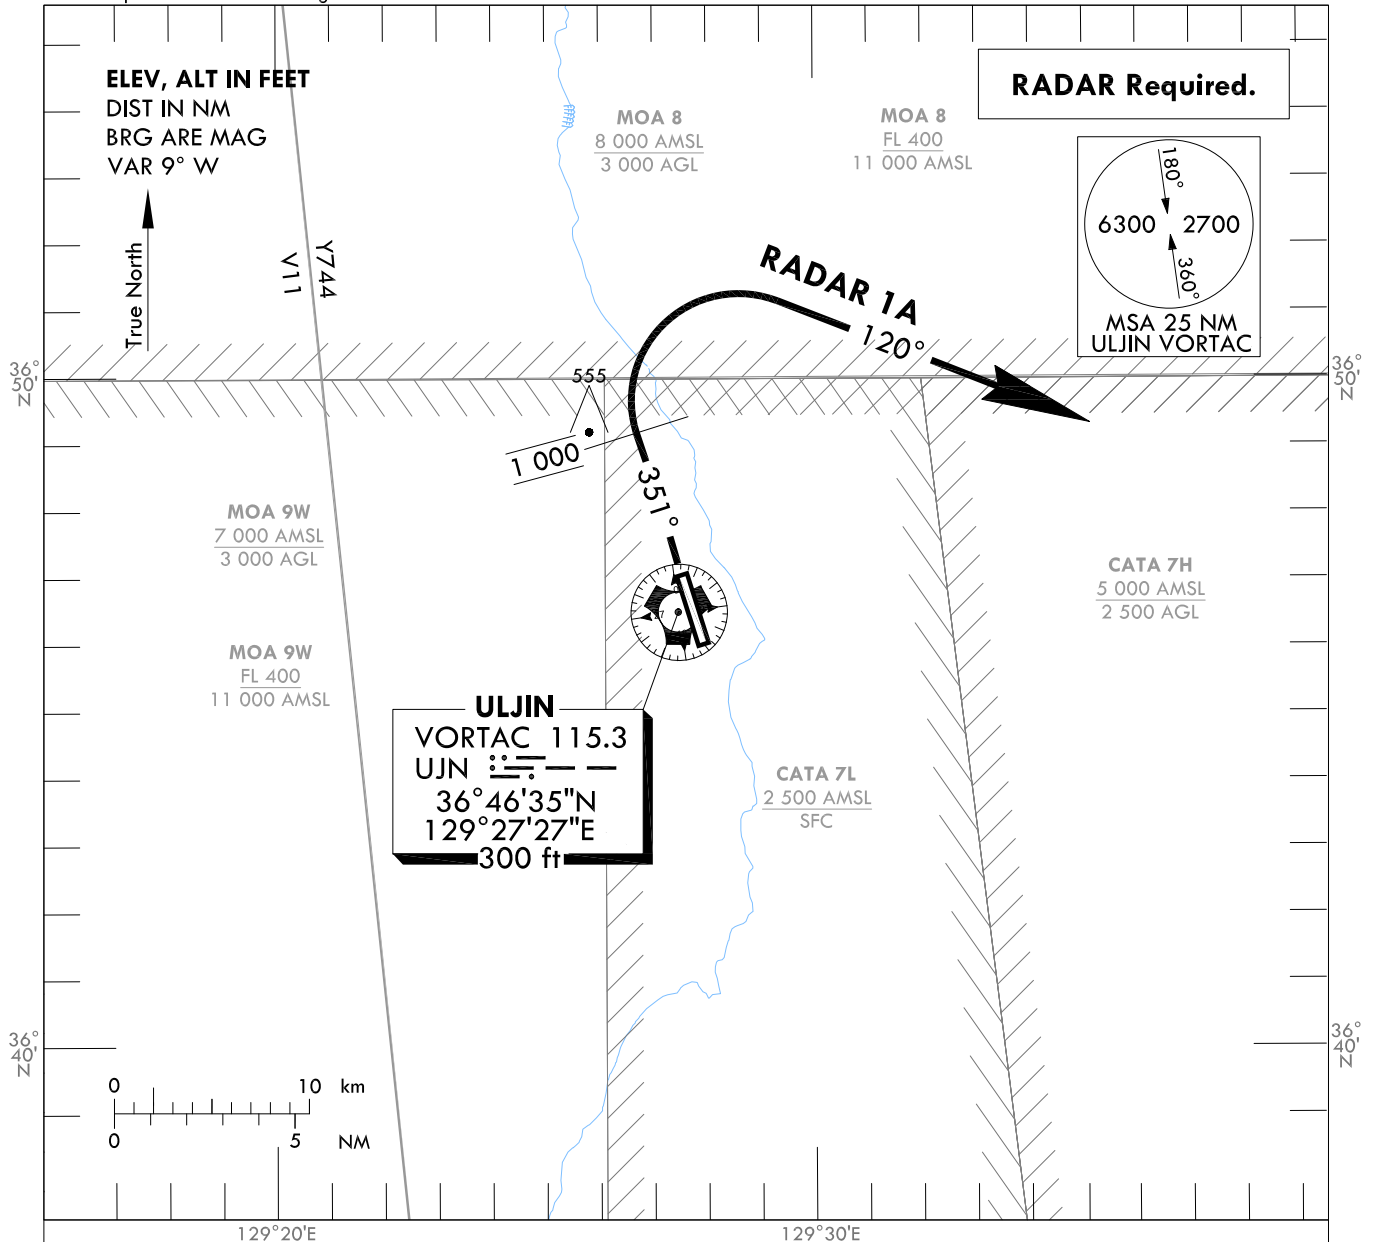 ELEV, ALT IN FEET
DIST IN NM
BRG ARE MAG
VAR 9° W
True North
V11
Y744
MOA 8
8 000 AMSL
3 000 AGL
MOA 8
FL 400
11 000 AMSL
RADAR Required.
180°
6300 2700
360°
MSA 25 NM
ULJIN VORTAC
RADAR 1A
120°
36°
50'
N
36°
50'
N
555
1 000
351°
MOA 9W
7 000 AMSL
3 000 AGL
MOA 9W
FL 400
11 000 AMSL
CATA 7H
5 000 AMSL
2 500 AGL
ULJIN
VORTAC 115.3
UJN
36°46'35"N
129°27'27"E
300 ft
CATA 7L
2 500 AMSL
SFC
36°
40'
N
36°
40'
N
0 10 km
0 5 NM
129°20'E
129°30'E